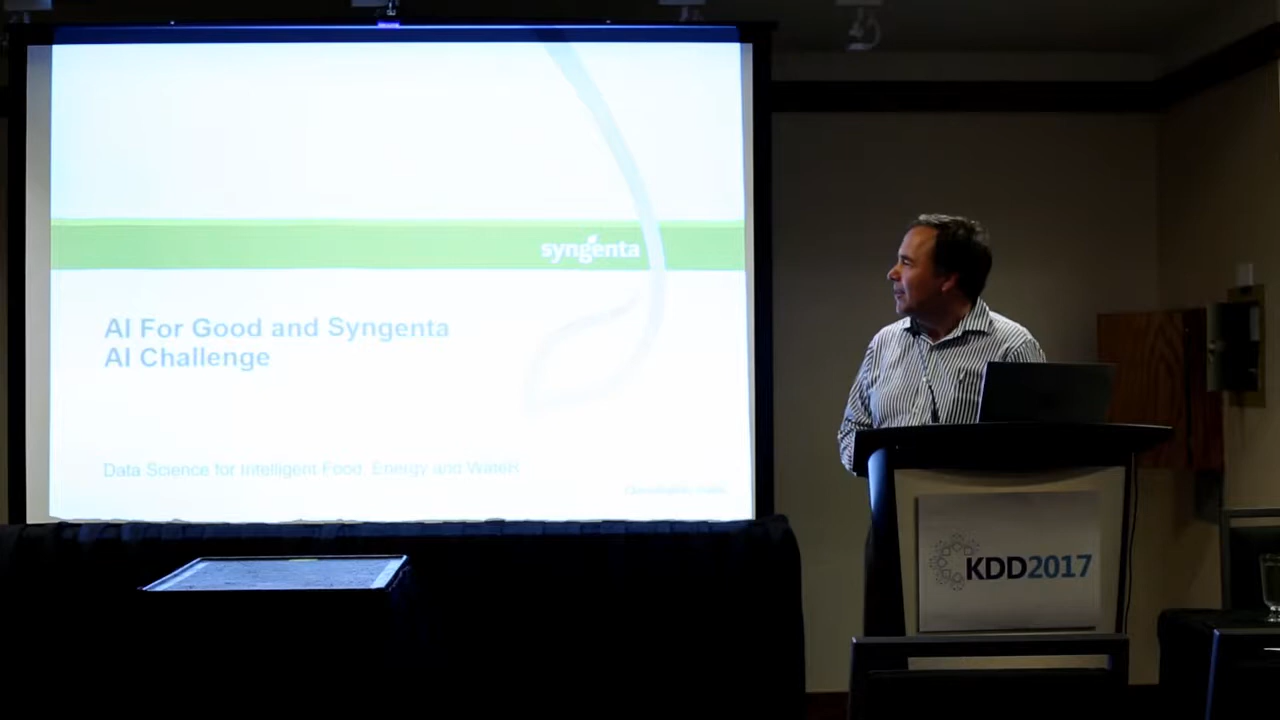 syngenta
AI For Good and Syngenta
AI Challenge
Data Science for Intelligent Food, Energy and WateR
KDD2017